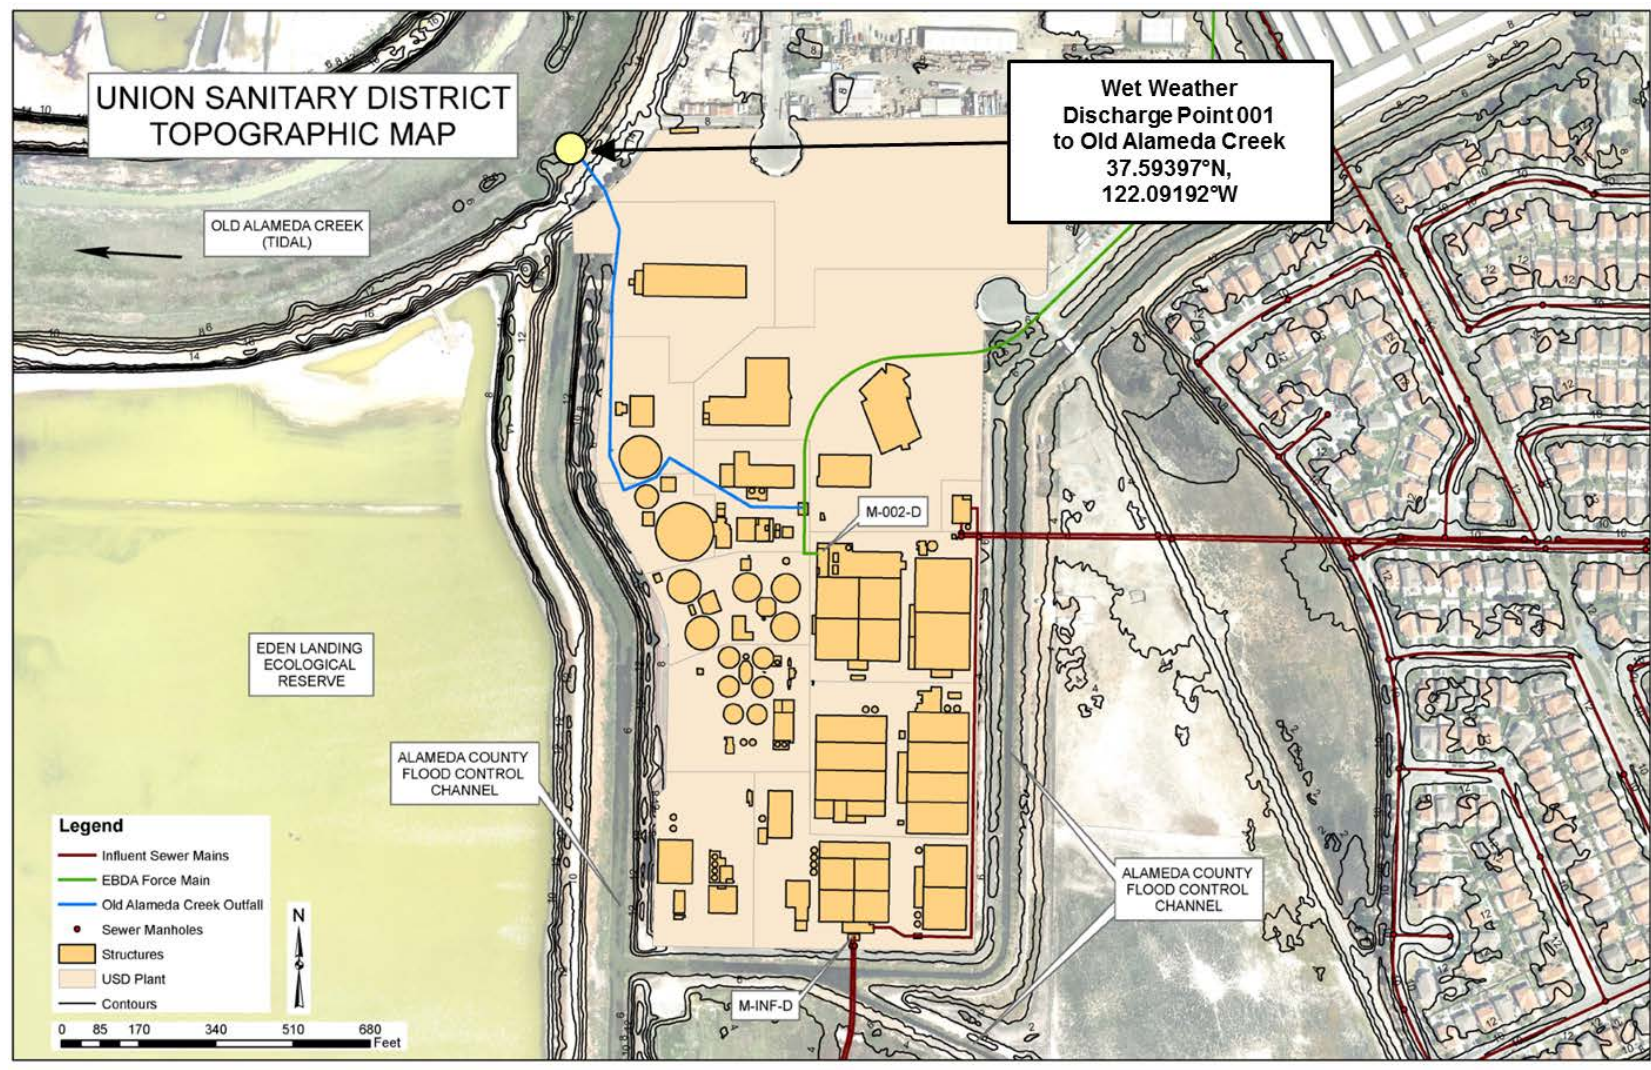 UNION SANITARY DISTRICT
TOPOGRAPHIC MAP
Wet Weather
Discharge Point 001
to Old Alameda Creek
37.59397°N,
122.09192°W
OLD ALAMEDA CREEK
(TIDAL)
M-002-D
EDEN LANDING
ECOLOGICAL
RESERVE
ALAMEDA COUNTY
FLOOD CONTROL
CHANNEL
ALAMEDA COUNTY
FLOOD CONTROL
CHANNEL
M-INF-D
Legend
Influent Sewer Mains
EBDA Force Main
Old Alameda Creek Outfall
Sewer Manholes
Structures
USD Plant
Contours
N
0 85 170 340 510 680
Feet